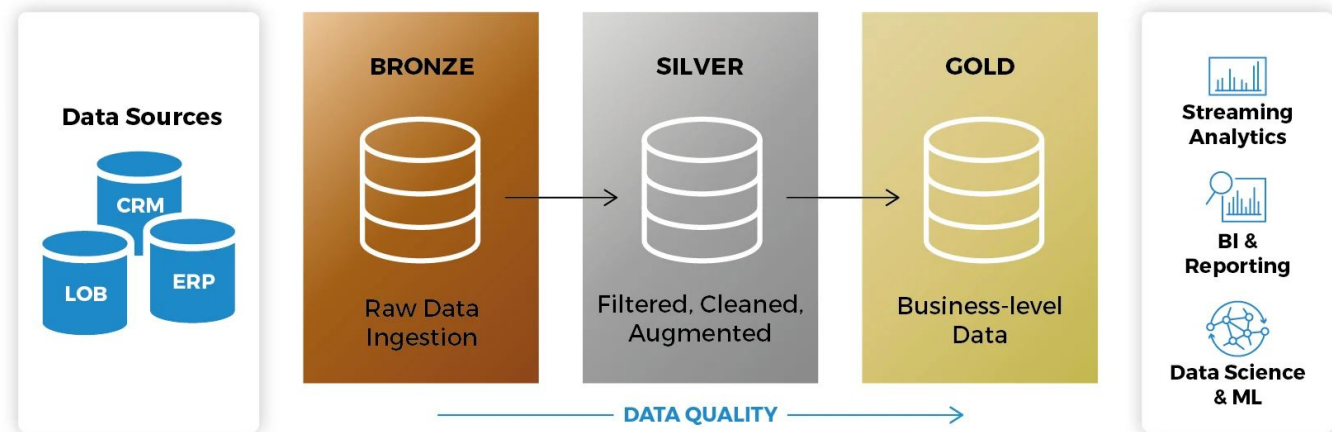 Data Sources
CRM
LOB
ERP
BRONZE
Raw Data
Ingestion
SILVER
Filtered, Cleaned,
Augmented
GOLD
Business-level
Data
DATA QUALITY
Streaming
Analytics
BI &
Reporting
Data Science
& ML